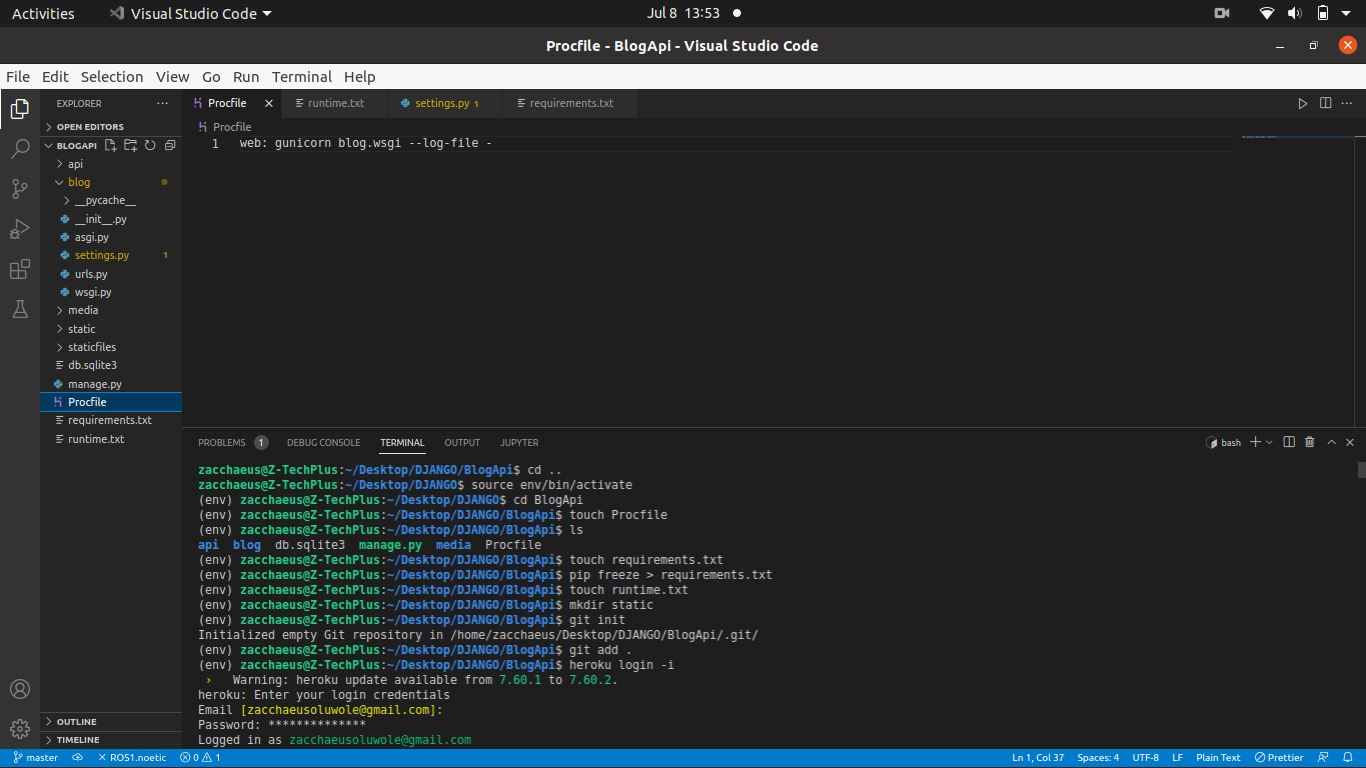 Activities Visual Studio Code Jul 8 13:53
Procfile - BlogApi - Visual Studio Code
File Edit Selection View Go Run Terminal Help
EXPLORER
Procfile runtime.txt settings.py 1 requirements.txt
OPEN EDITORS
Procfile
BLOGAPI
1 web: gunicorn blog.wsgi --log-file -
api
blog
__pycache__
__init__.py
asgi.py
settings.py 1
urls.py
wsgi.py
media
static
staticfiles
db.sqlite3
manage.py
Procfile
requirements.txt
runtime.txt
PROBLEMS 1 DEBUG CONSOLE TERMINAL OUTPUT JUPYTER bash
zacchaeus@Z-TechPlus:~/Desktop/DJANGO/BlogApi$ cd ..
zacchaeus@Z-TechPlus:~/Desktop/DJANGO$ source env/bin/activate
(env) zacchaeus@Z-TechPlus:~/Desktop/DJANGO$ cd BlogApi
(env) zacchaeus@Z-TechPlus:~/Desktop/DJANGO/BlogApi$ touch Procfile
(env) zacchaeus@Z-TechPlus:~/Desktop/DJANGO/BlogApi$ ls
api blog db.sqlite3 manage.py media Procfile
(env) zacchaeus@Z-TechPlus:~/Desktop/DJANGO/BlogApi$ touch requirements.txt
(env) zacchaeus@Z-TechPlus:~/Desktop/DJANGO/BlogApi$ pip freeze > requirements.txt
(env) zacchaeus@Z-TechPlus:~/Desktop/DJANGO/BlogApi$ touch runtime.txt
(env) zacchaeus@Z-TechPlus:~/Desktop/DJANGO/BlogApi$ mkdir static
(env) zacchaeus@Z-TechPlus:~/Desktop/DJANGO/BlogApi$ git init
Initialized empty Git repository in /home/zacchaeus/Desktop/DJANGO/BlogApi/.git/
(env) zacchaeus@Z-TechPlus:~/Desktop/DJANGO/BlogApi$ git add .
(env) zacchaeus@Z-TechPlus:~/Desktop/DJANGO/BlogApi$ heroku login -i
› Warning: heroku update available from 7.60.1 to 7.60.2.
heroku: Enter your login credentials
Email [zacchaeusoluwole@gmail.com]:
Password: **************
Logged in as zacchaeusoluwole@gmail.com
OUTLINE
TIMELINE
master ROS1.noetic 0 1 Ln 1, Col 37 Spaces: 4 UTF-8 LF Plain Text Prettier